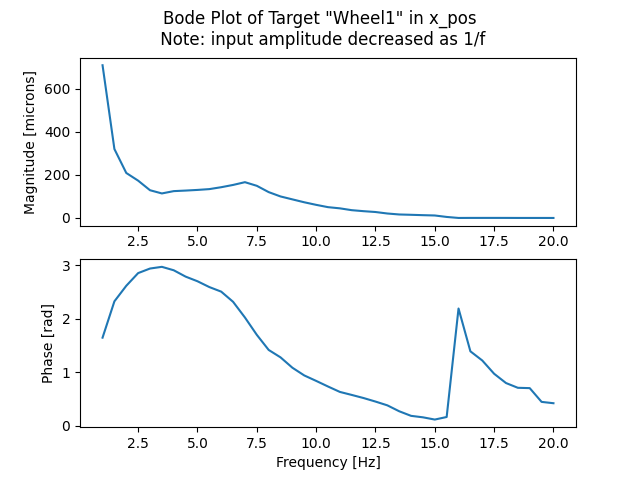 Bode Plot of Target "Wheel1" in x_pos
Note: input amplitude decreased as 1/f
Magnitude [microns]
600
400
200
0
2.5 5.0 7.5 10.0 12.5 15.0 17.5 20.0
Phase [rad]
3
2
1
0
2.5 5.0 7.5 10.0 12.5 15.0 17.5 20.0
Frequency [Hz]